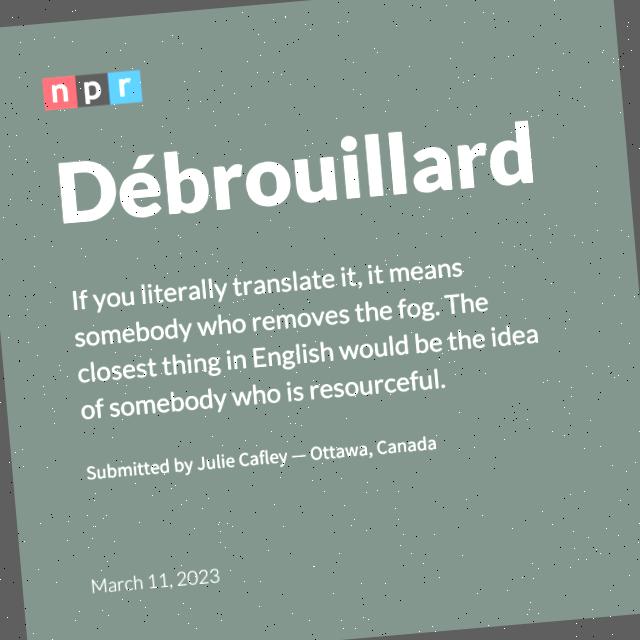 npr
Débrouillard
If you literally translate it, it means
somebody who removes the fog. The
closest thing in English would be the idea
of somebody who is resourceful.
Submitted by Julie Cafley — Ottawa, Canada
March 11, 2023